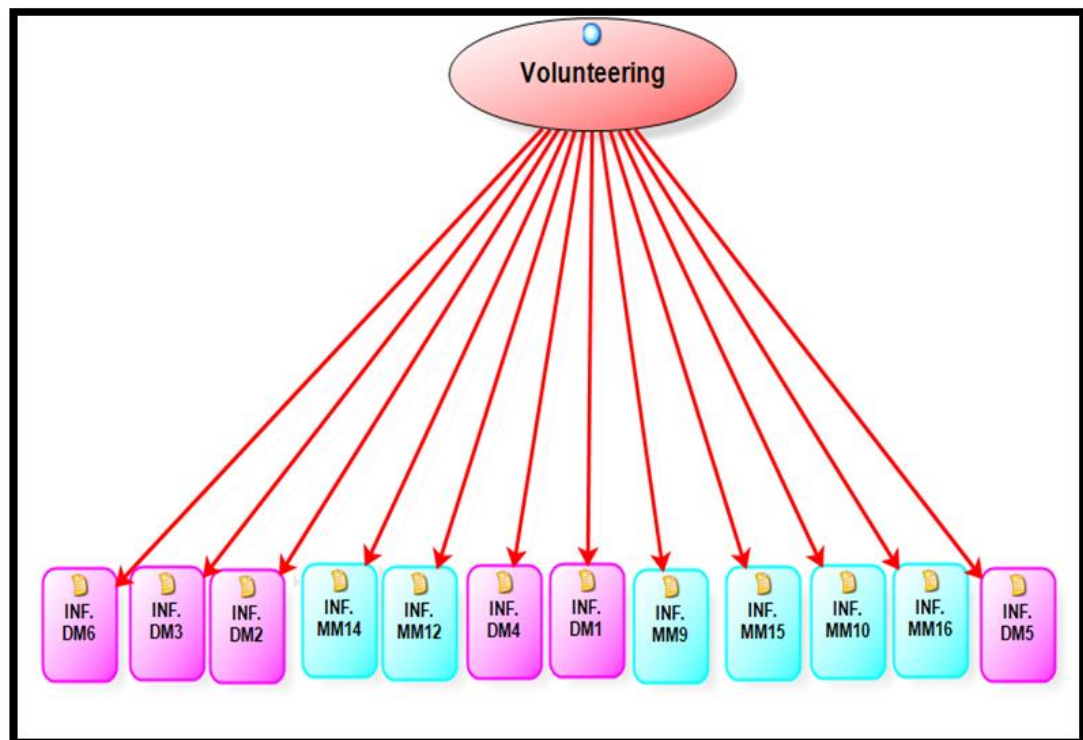 Volunteering
INF.
DM6
INF.
DM3
INF.
DM2
INF.
MM14
INF.
MM12
INF.
DM4
INF.
DM1
INF.
MM9
INF.
MM15
INF.
MM10
INF.
MM16
INF.
DM5